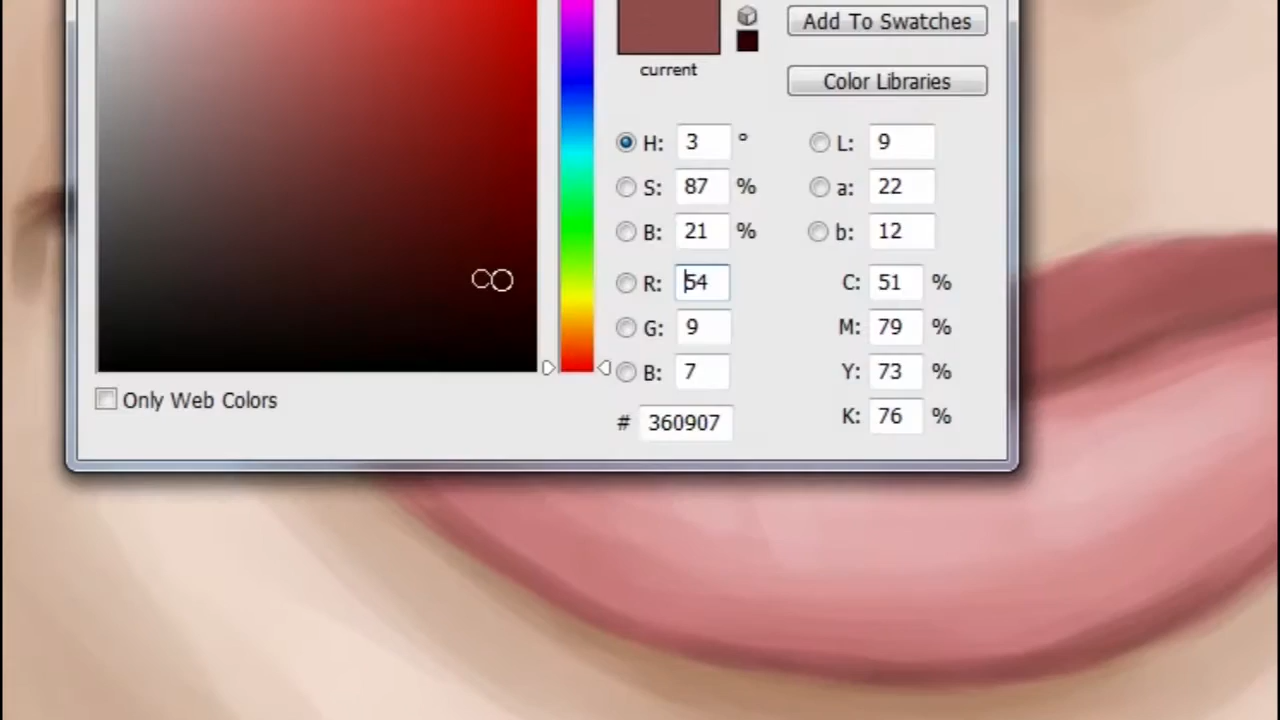 Add To Swatches
current
Color Libraries
H: 3 ° L: 9
S: 87 % a: 22
B: 21 % b: 12
R: 54 C: 51 %
G: 9 M: 79 %
B: 7 Y: 73 %
Only Web Colors
# 360907 K: 76 %